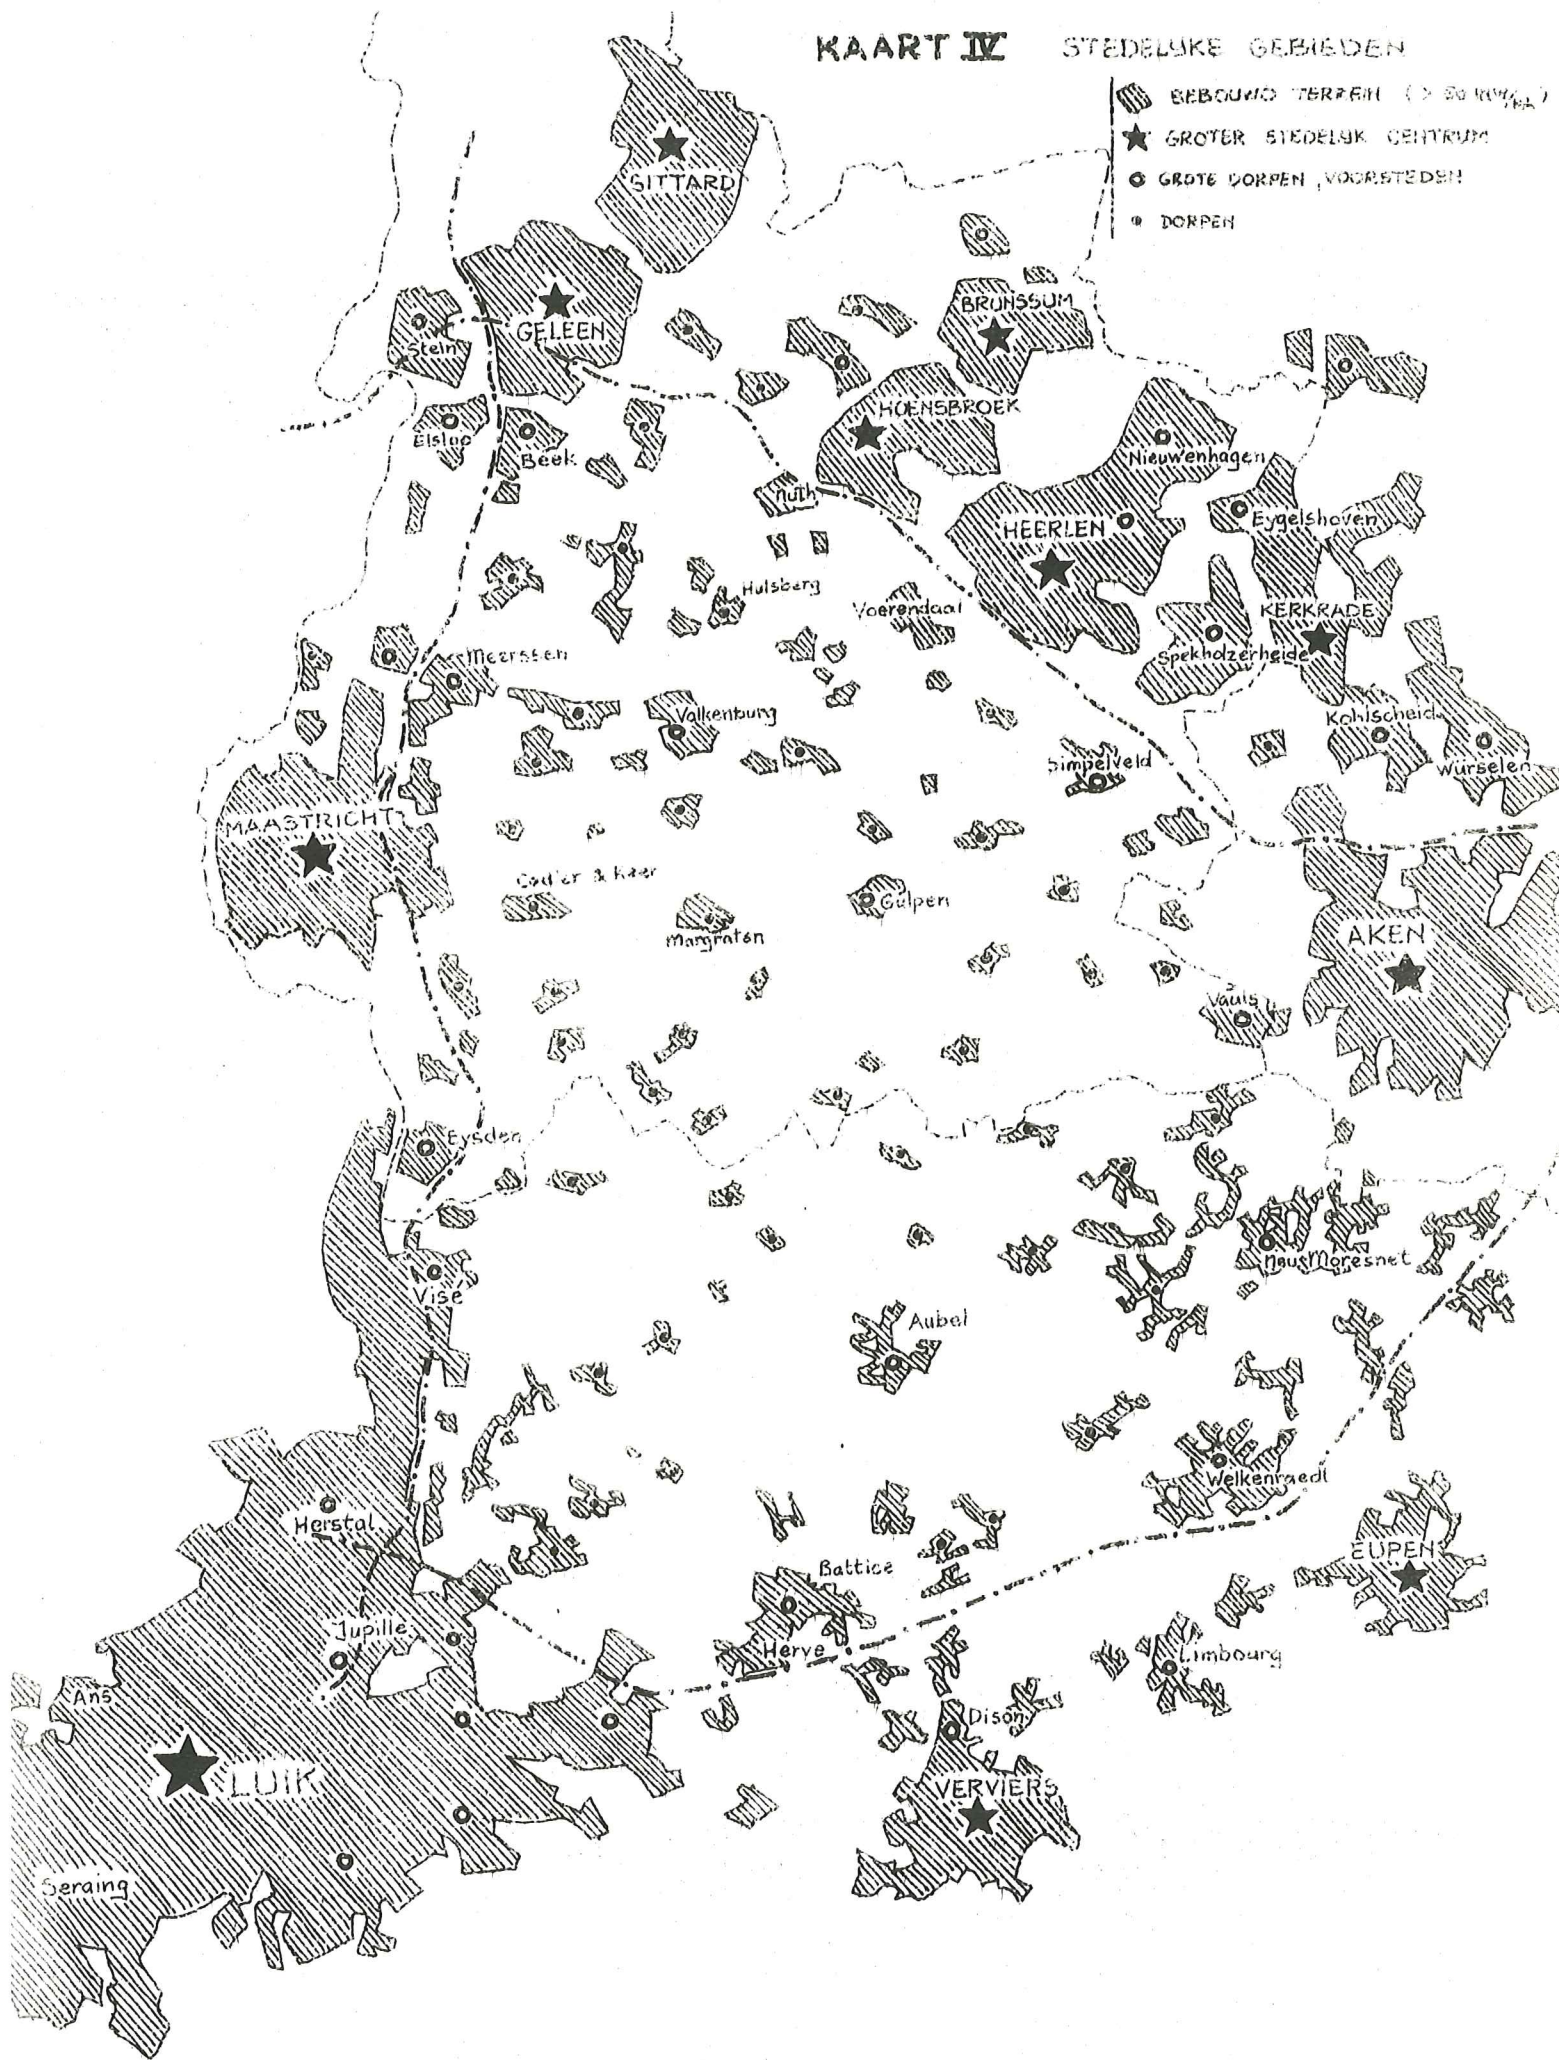 KAART IV STEDELIJKE GEBIEDEN
BEBOUWD TERREIN
GROTER STEDELIJK CENTRUM
GROTE DORPEN, VOORSTEDEN
DORPEN
SITTARD
BRUNSSUM
GELEEN
Stein
HOENSBROEK
Elsloo
Beek
Nieuwenhagen
Nuth
HEERLEN
Eygelshoven
Hulsberg
Voerendaal
KERKRADE
Spekholzerheide
Meerssen
Valkenburg
Kohlscheid
Simpelveld
Würselen
MAASTRICHT
Cadier & Keer
Gulpen
Margraten
AKEN
Vaals
Eysden
Visé
Neu Moresnet
Aubel
Welkenraedt
Herstal
EUPEN
Battice
Jupille
Herve
Limbourg
Ans
Dison
LUIK
VERVIERS
Seraing